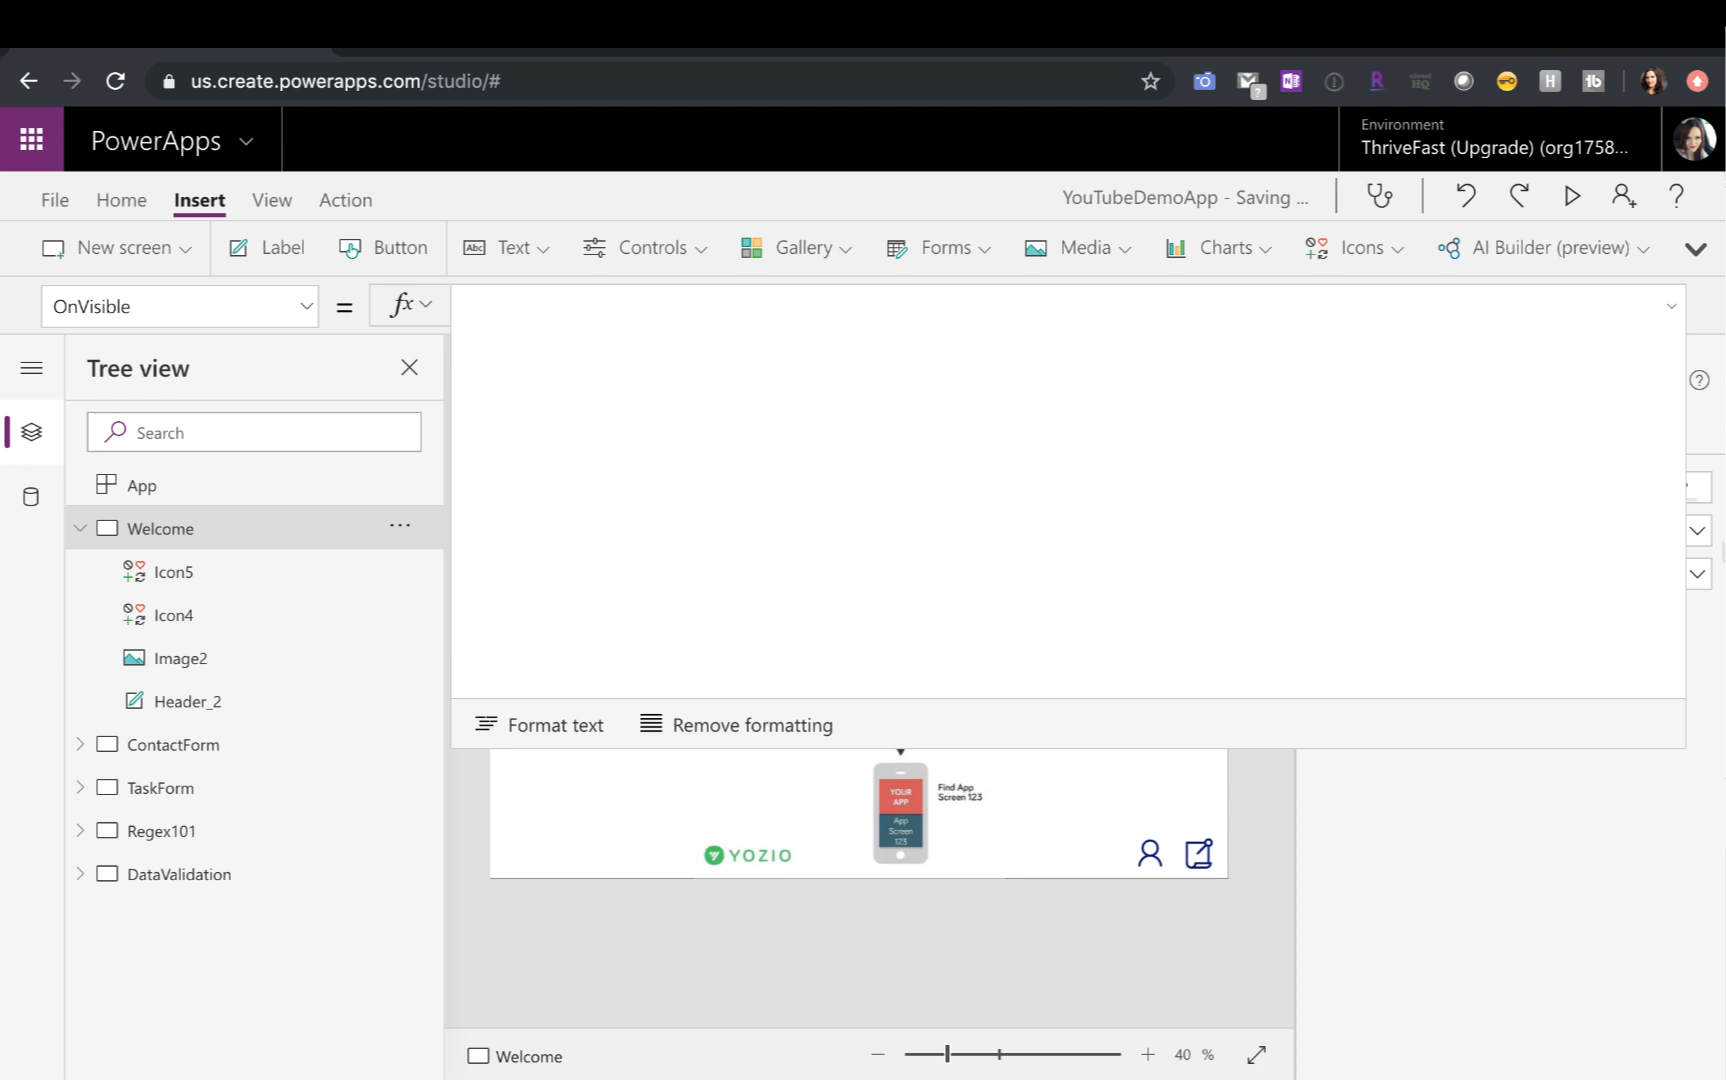 us.create.powerapps.com/studio/#
PowerApps
Environment
ThriveFast (Upgrade) (org1758...
File Home Insert View Action
YouTubeDemoApp - Saving ...
New screen Label Button Text Controls Gallery Forms Media Charts Icons AI Builder (preview)
OnVisible = fx
Tree view
Search
App
Welcome
Icon5
Icon4
Image2
Header_2
ContactForm
TaskForm
Regex101
DataValidation
Format text Remove formatting
YOUR
APP
App
Screen
123
Find App
Screen 123
YOZIO
Welcome
40 %